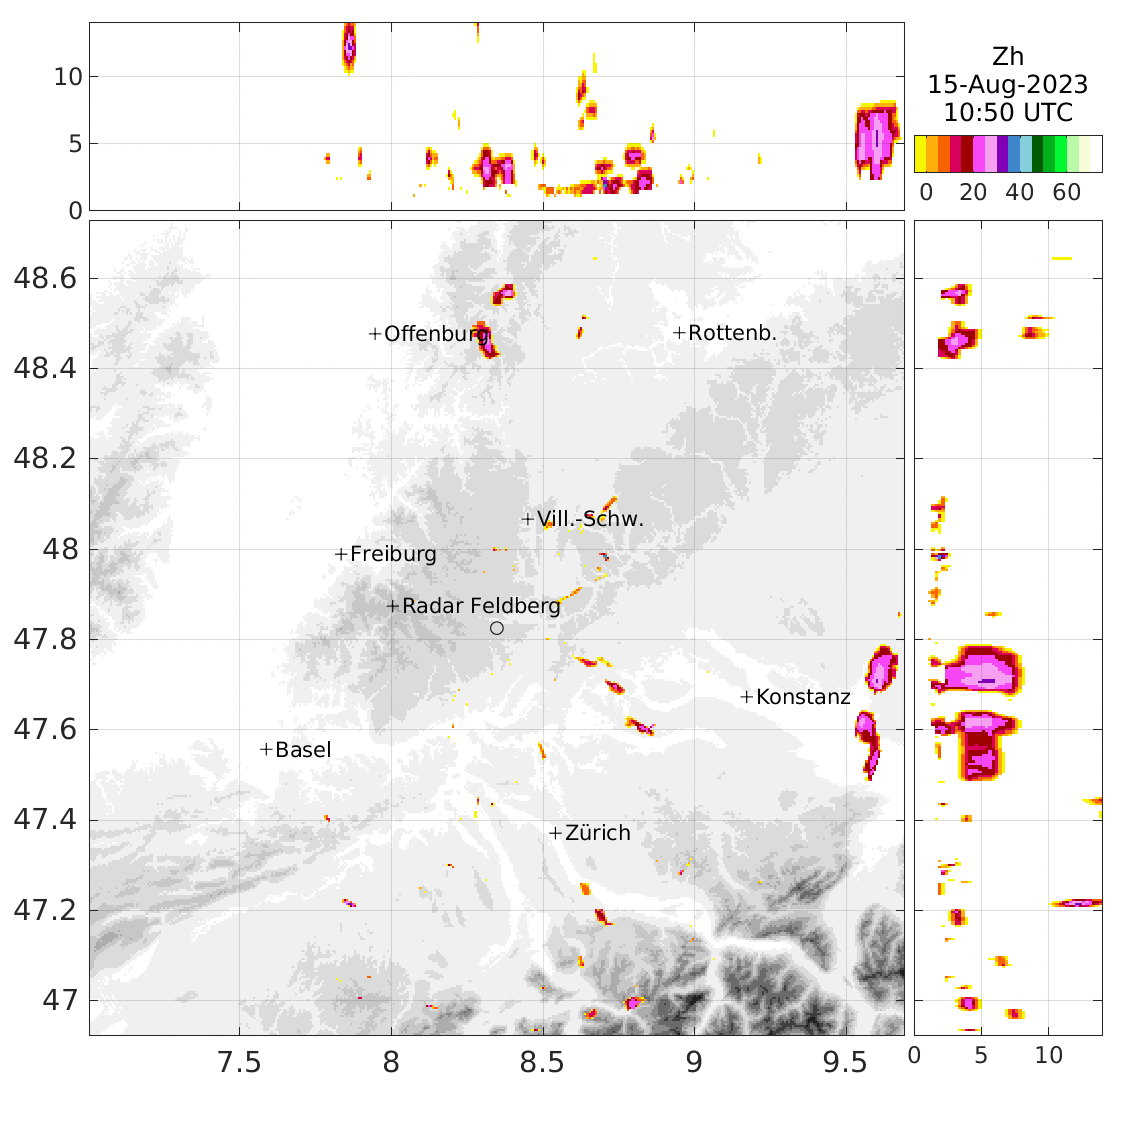 10
5
0
Zh
15-Aug-2023
10:50 UTC
0 20 40 60
48.6
48.4
48.2
48
47.8
47.6
47.4
47.2
47
+Offenburg
+Rottenb.
+Vill.-Schw.
+Freiburg
+Radar Feldberg
+Konstanz
+Basel
+Zürich
7.5 8 8.5 9 9.5
0 5 10